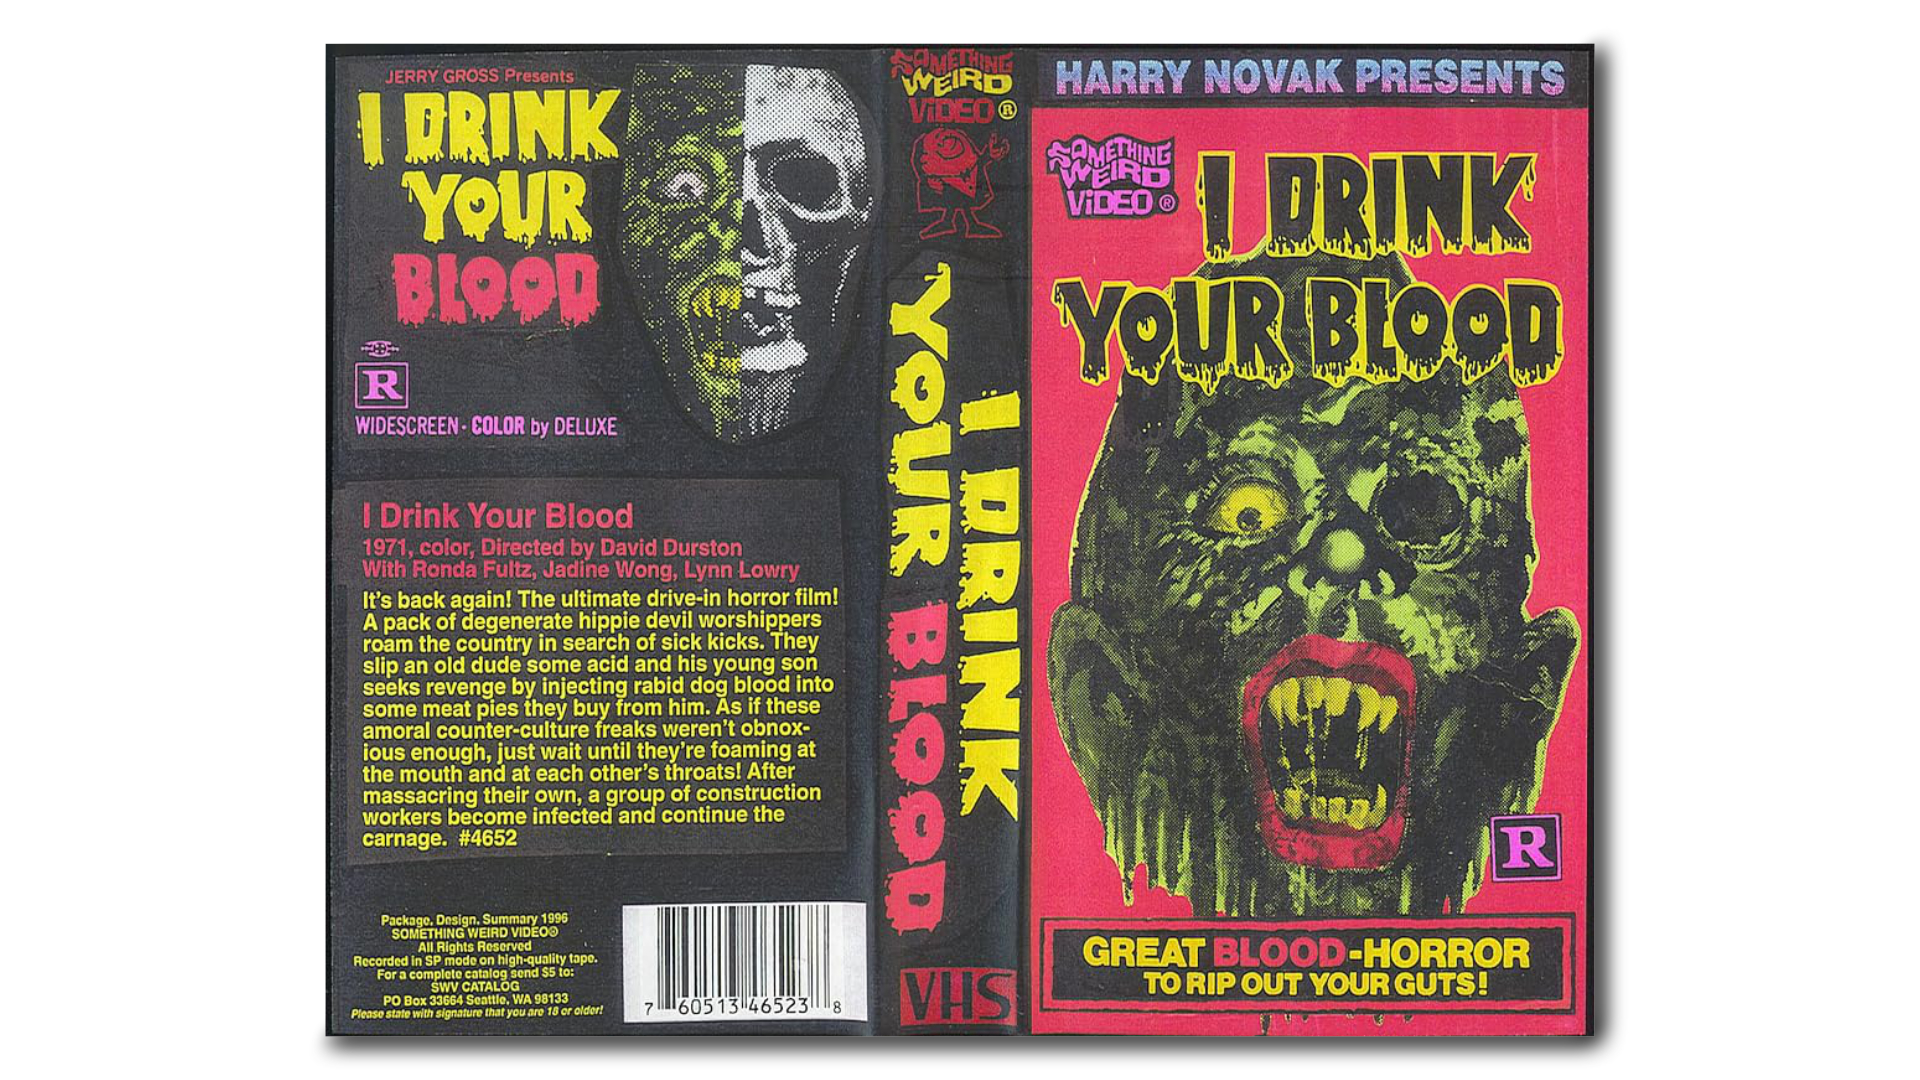 JERRY GROSS Presents
I DRINK
YOUR
BLOOD
R
WIDESCREEN · COLOR by DELUXE
I Drink Your Blood
1971, color, Directed by David Durston
With Ronda Fultz, Jadine Wong, Lynn Lowry
It's back again! The ultimate drive-in horror film!
A pack of degenerate hippie devil worshippers
roam the country in search of sick kicks. They
slip an old dude some acid and his young son
seeks revenge by injecting rabid dog blood into
some meat pies they buy from him. As if these
amoral counter-culture freaks weren't obnox-
ious enough, just wait until they're foaming at
the mouth and at each other's throats! After
massacring their own, a group of construction
workers become infected and continue the
carnage. #4652
Package, Design, Summary 1996
SOMETHING WEIRD VIDEO®
All Rights Reserved
Recorded in SP mode on high-quality tape.
For a complete catalog send $5 to:
SWV CATALOG
PO Box 33664 Seattle, WA 98133
Please state with signature that you are 18 or older!
7 60513 46523 8
SOMETHING
WEIRD
VIDEO®
I DRINK
YOUR BLOOD
VHS
HARRY NOVAK PRESENTS
SOMETHING
WEIRD
VIDEO®
I DRINK
YOUR BLOOD
R
GREAT BLOOD-HORROR
TO RIP OUT YOUR GUTS!